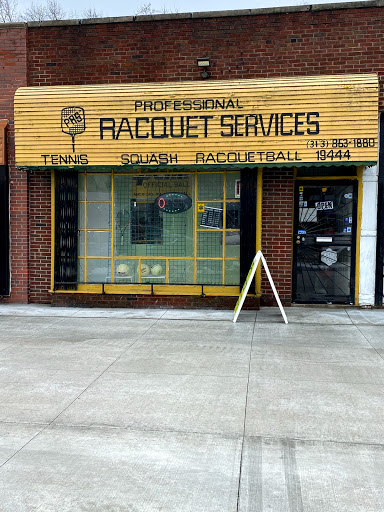 PRS
PROFESSIONAL
RACQUET SERVICES
(313) 863-1880
TENNIS SQUASH RACQUETBALL 19444
OPEN